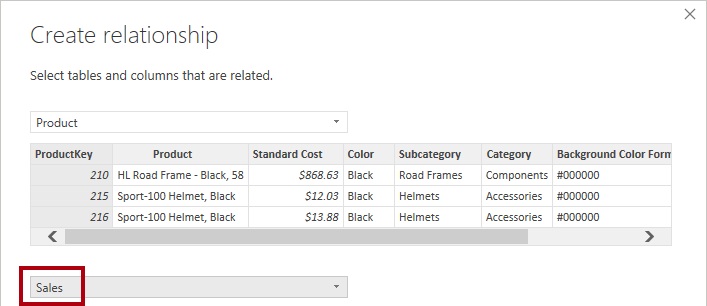 Create relationship
Select tables and columns that are related.
Product
ProductKey Product Standard Cost Color Subcategory Category Background Color Form
210 HL Road Frame - Black, 58 $868.63 Black Road Frames Components #000000
215 Sport-100 Helmet, Black $12.03 Black Helmets Accessories #000000
216 Sport-100 Helmet, Black $13.88 Black Helmets Accessories #000000
Sales